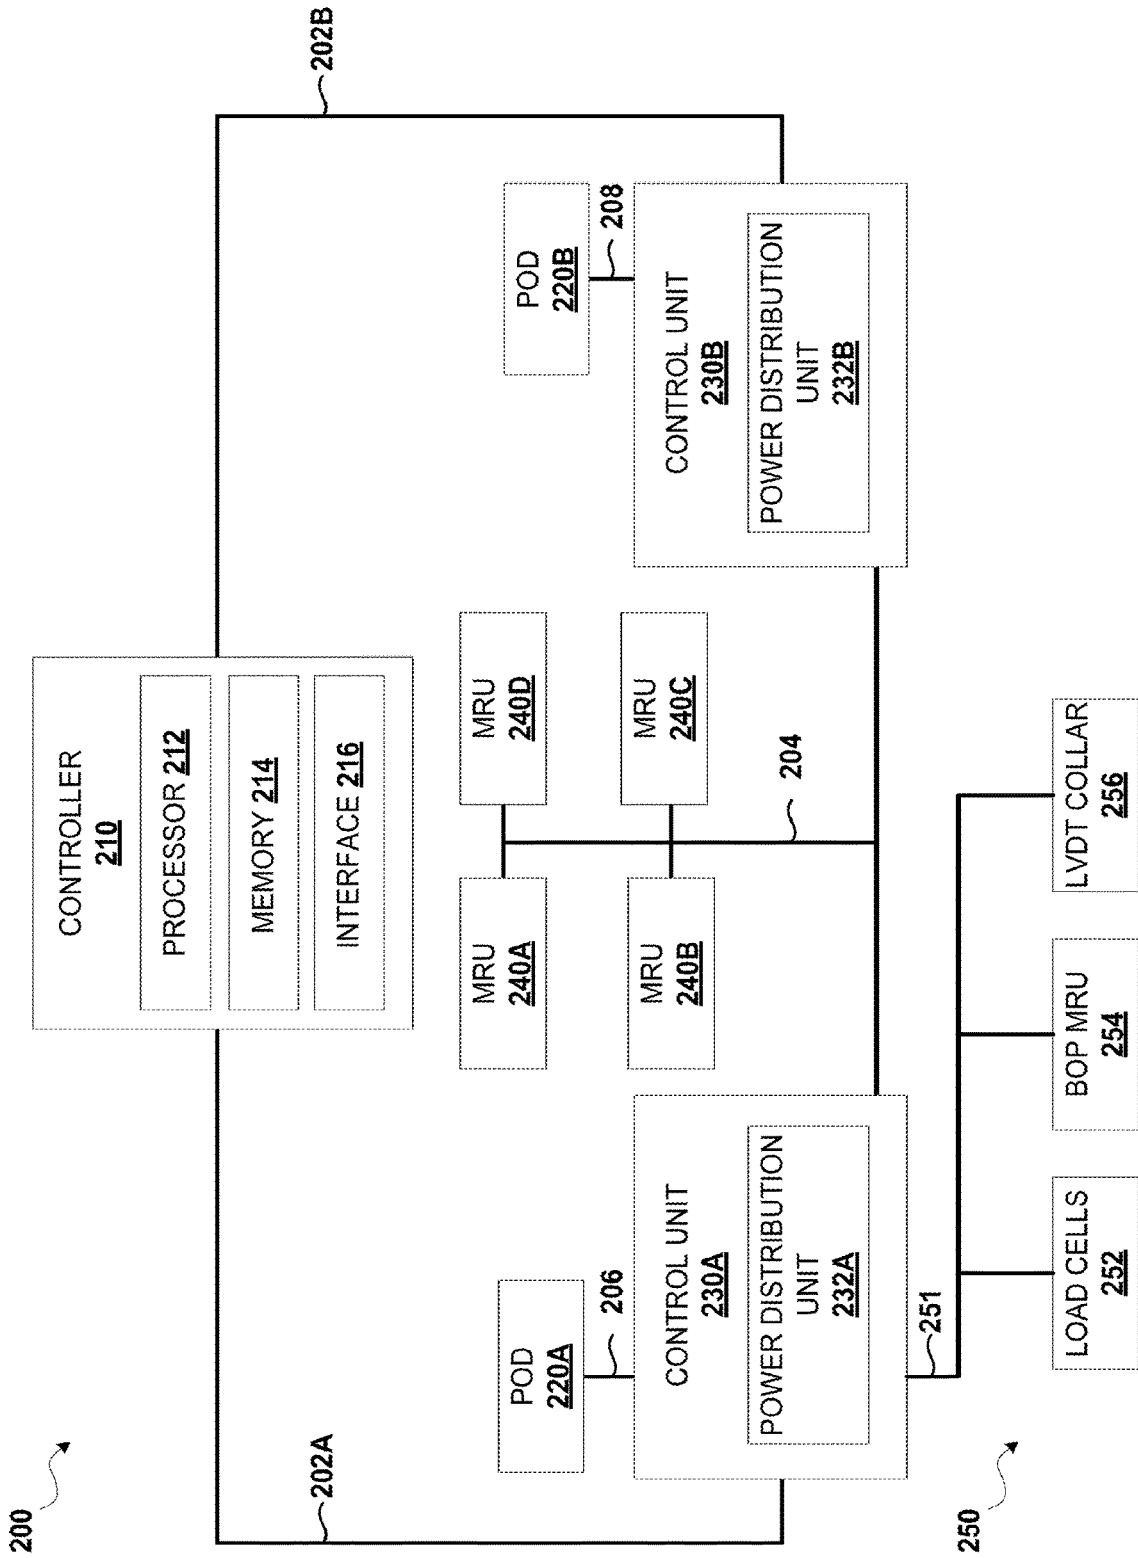 200
CONTROLLER
210
PROCESSOR 212
MEMORY 214
INTERFACE 216
202A
202B
POD
220A
206
MRU
240A
MRU
240D
MRU
240B
MRU
240C
POD
220B
208
CONTROL UNIT
230A
POWER DISTRIBUTION
UNIT
232A
204
CONTROL UNIT
230B
POWER DISTRIBUTION
UNIT
232B
251
250
LOAD CELLS
252
BOP MRU
254
LVDT COLLAR
256